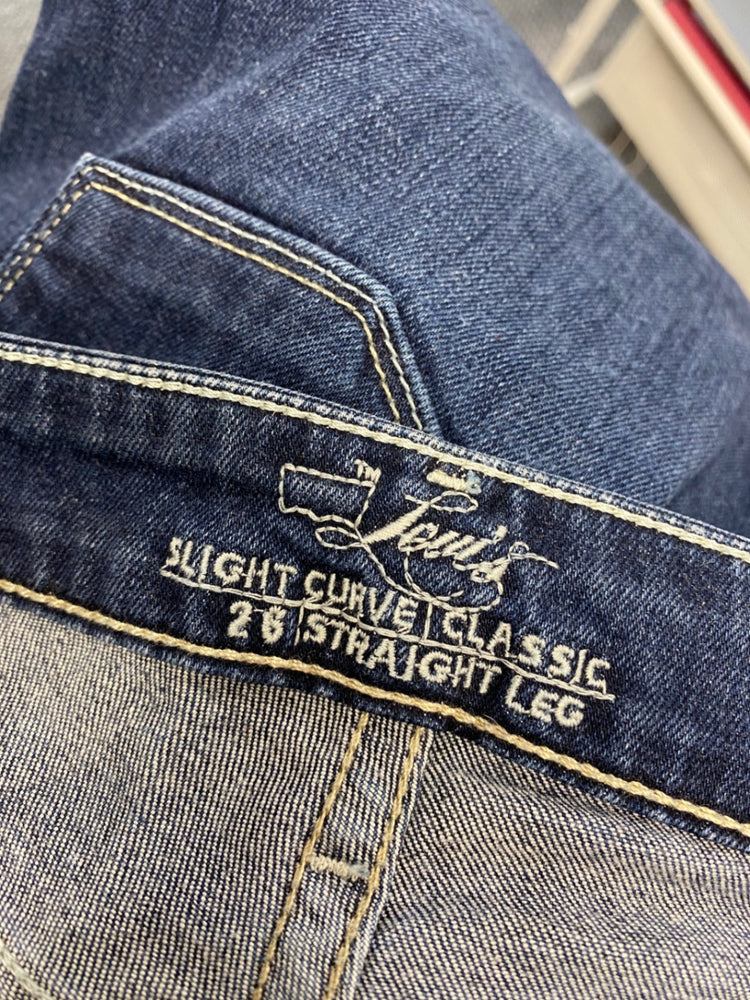 ™
Levi's
SLIGHT CURVE | CLASSIC
26 | STRAIGHT LEG